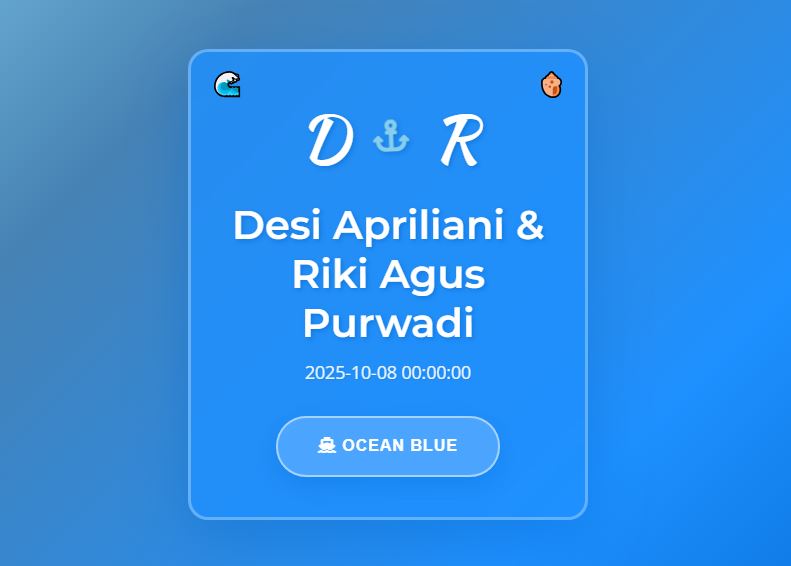 D R
Desi Apriliani &
Riki Agus
Purwadi
2025-10-08 00:00:00
OCEAN BLUE